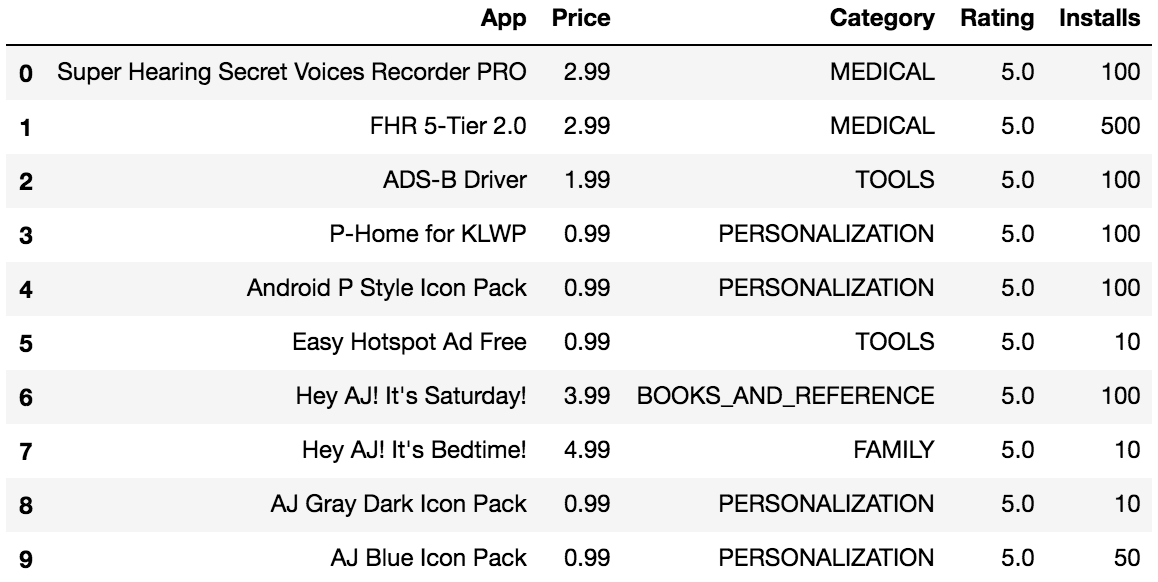 App Price Category Rating Installs
0 Super Hearing Secret Voices Recorder PRO 2.99 MEDICAL 5.0 100
1 FHR 5-Tier 2.0 2.99 MEDICAL 5.0 500
2 ADS-B Driver 1.99 TOOLS 5.0 100
3 P-Home for KLWP 0.99 PERSONALIZATION 5.0 100
4 Android P Style Icon Pack 0.99 PERSONALIZATION 5.0 100
5 Easy Hotspot Ad Free 0.99 TOOLS 5.0 10
6 Hey AJ! It's Saturday! 3.99 BOOKS_AND_REFERENCE 5.0 100
7 Hey AJ! It's Bedtime! 4.99 FAMILY 5.0 10
8 AJ Gray Dark Icon Pack 0.99 PERSONALIZATION 5.0 10
9 AJ Blue Icon Pack 0.99 PERSONALIZATION 5.0 50